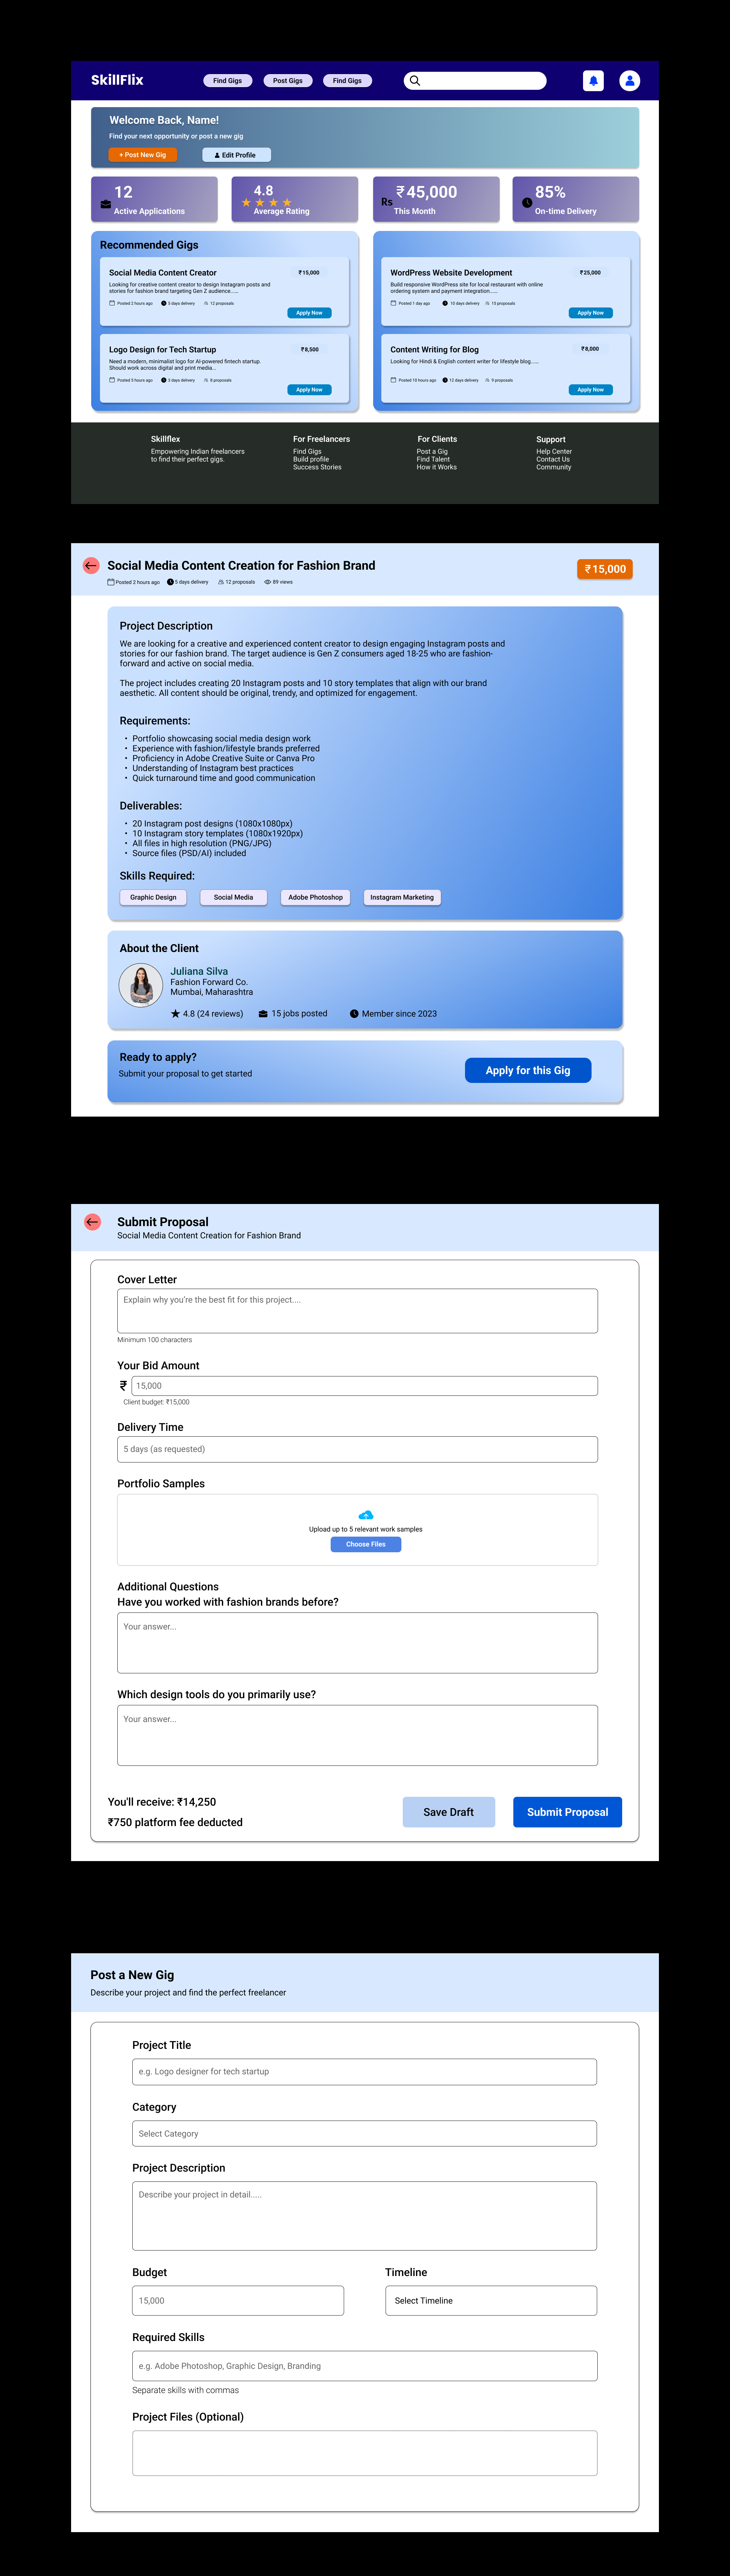 SkillFlix
Find Gigs
Post Gigs
Find Gigs
Welcome Back, Name!
Find your next opportunity or post a new gig
+ Post New Gig
Edit Profile
12
Active Applications
4.8
Average Rating
Rs
₹45,000
This Month
85%
On-time Delivery
Recommended Gigs
Social Media Content Creator
₹15,000
Looking for creative content creator to design Instagram posts and
stories for fashion brand targeting Gen Z audience.....
Posted 2 hours ago
5 days delivery
12 proposals
Apply Now
Logo Design for Tech Startup
₹8,500
Need a modern, minimalist logo for AI-powered fintech startup.
Should work across digital and print media...
Posted 5 hours ago
3 days delivery
8 proposals
Apply Now
WordPress Website Development
₹25,000
Build responsive WordPress site for local restaurant with online
ordering system and payment integration.....
Posted 1 day ago
10 days delivery
15 proposals
Apply Now
Content Writing for Blog
₹8,000
Looking for Hindi & English content writer for lifestyle blog.....
Posted 10 hours ago
12 days delivery
9 proposals
Apply Now
Skillflex
Empowering Indian freelancers
to find their perfect gigs.
For Freelancers
Find Gigs
Build profile
Success Stories
For Clients
Post a Gig
Find Talent
How it Works
Support
Help Center
Contact Us
Community
Social Media Content Creation for Fashion Brand
Posted 2 hours ago
5 days delivery
12 proposals
89 views
₹15,000
Project Description
We are looking for a creative and experienced content creator to design engaging Instagram posts and
stories for our fashion brand. The target audience is Gen Z consumers aged 18-25 who are fashion-
forward and active on social media.
The project includes creating 20 Instagram posts and 10 story templates that align with our brand
aesthetic. All content should be original, trendy, and optimized for engagement.
Requirements:
• Portfolio showcasing social media design work
• Experience with fashion/lifestyle brands preferred
• Proficiency in Adobe Creative Suite or Canva Pro
• Understanding of Instagram best practices
• Quick turnaround time and good communication
Deliverables:
• 20 Instagram post designs (1080x1080px)
• 10 Instagram story templates (1080x1920px)
• All files in high resolution (PNG/JPG)
• Source files (PSD/AI) included
Skills Required:
Graphic Design
Social Media
Adobe Photoshop
Instagram Marketing
About the Client
Juliana Silva
Fashion Forward Co.
Mumbai, Maharashtra
4.8 (24 reviews)
15 jobs posted
Member since 2023
Ready to apply?
Submit your proposal to get started
Apply for this Gig
Submit Proposal
Social Media Content Creation for Fashion Brand
Cover Letter
Explain why you're the best fit for this project....
Minimum 100 characters
Your Bid Amount
₹
15,000
Client budget: ₹15,000
Delivery Time
5 days (as requested)
Portfolio Samples
Upload up to 5 relevant work samples
Choose Files
Additional Questions
Have you worked with fashion brands before?
Your answer...
Which design tools do you primarily use?
Your answer...
You'll receive: ₹14,250
₹750 platform fee deducted
Save Draft
Submit Proposal
Post a New Gig
Describe your project and find the perfect freelancer
Project Title
e.g. Logo designer for tech startup
Category
Select Category
Project Description
Describe your project in detail.....
Budget
15,000
Timeline
Select Timeline
Required Skills
e.g. Adobe Photoshop, Graphic Design, Branding
Separate skills with commas
Project Files (Optional)